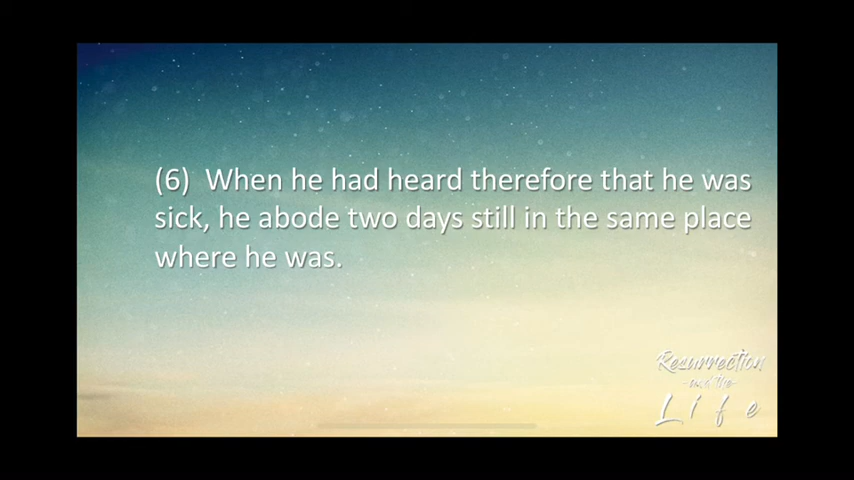 (6) When he had heard therefore that he was
sick, he abode two days still in the same place
where he was.
Resurrection
-and the-
Life